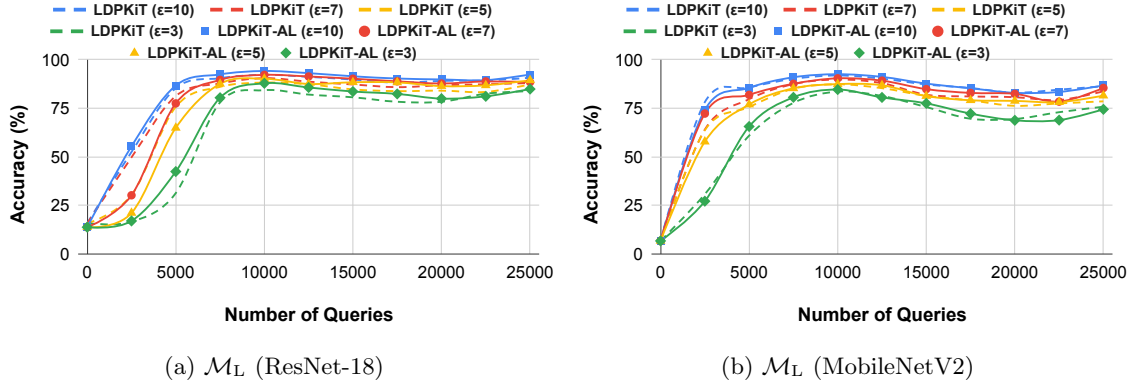 LDPKiT (ε=10) LDPKiT (ε=7) LDPKiT (ε=5)
LDPKiT (ε=3) LDPKiT-AL (ε=10) LDPKiT-AL (ε=7)
LDPKiT-AL (ε=5) LDPKiT-AL (ε=3)
100
75
50
25
0
Accuracy (%)
0 5000 10000 15000 20000 25000
Number of Queries
(a) ℳL (ResNet-18)
LDPKiT (ε=10) LDPKiT (ε=7) LDPKiT (ε=5)
LDPKiT (ε=3) LDPKiT-AL (ε=10) LDPKiT-AL (ε=7)
LDPKiT-AL (ε=5) LDPKiT-AL (ε=3)
100
75
50
25
0
Accuracy (%)
0 5000 10000 15000 20000 25000
Number of Queries
(b) ℳL (MobileNetV2)